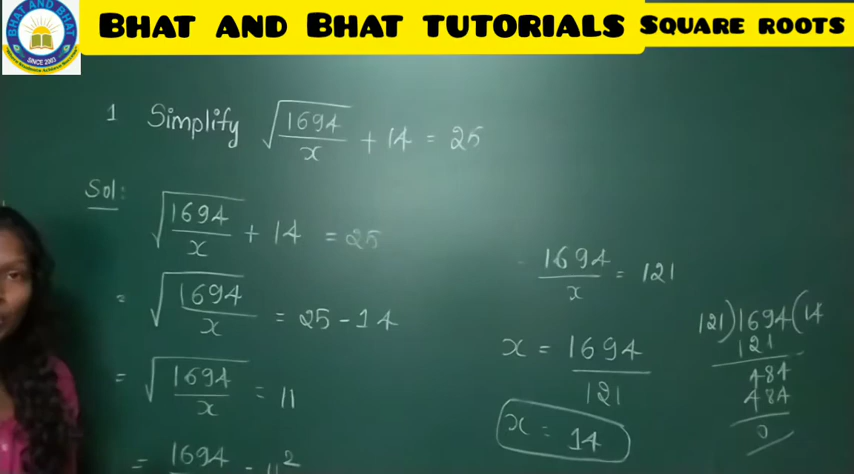 BHAT AND BHAT TUTORIALS SQUARE ROOTS
BHAT AND BHAT
SINCE 2003
1 Simplify √(1694/x) + 14 = 25
Sol:
√(1694/x) + 14 = 25
= √(1694/x) = 25 - 14
= √(1694/x) = 11
= 1694 = 11²
1694/x = 121
x = 1694/121
x = 14
121)1694(14
121
484
484
0